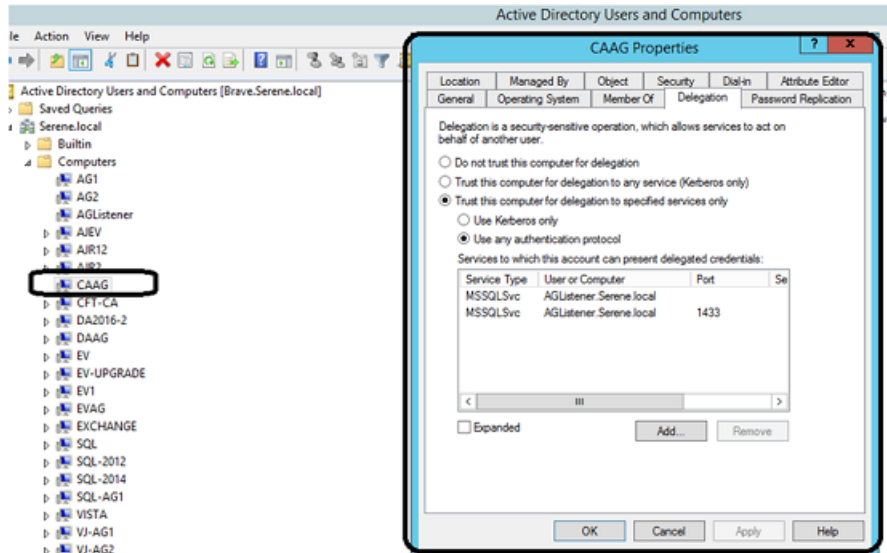 Active Directory Users and Computers
le Action View Help
Active Directory Users and Computers [Brave.Serene.local]
Saved Queries
Serene.local
Builtin
Computers
AG1
AG2
AGListener
AJEV
AJR12
AJR2
CAAG
CFT-CA
DA2016-2
DAAG
EV
EV-UPGRADE
EV1
EVAG
EXCHANGE
SQL
SQL-2012
SQL-2014
SQL-AG1
VISTA
VJ-AG1
VJ-AG2
CAAG Properties
? x
Location Managed By Object Security Dial-in Attribute Editor
General Operating System Member Of Delegation Password Replication
Delegation is a security-sensitive operation, which allows services to act on
behalf of another user.
Do not trust this computer for delegation
Trust this computer for delegation to any service (Kerberos only)
Trust this computer for delegation to specified services only
Use Kerberos only
Use any authentication protocol
Services to which this account can present delegated credentials:
Service Type User or Computer Port Se
MSSQLSvc AGListener.Serene.local
MSSQLSvc AGListener.Serene.local 1433
Expanded
Add... Remove
OK Cancel Apply Help